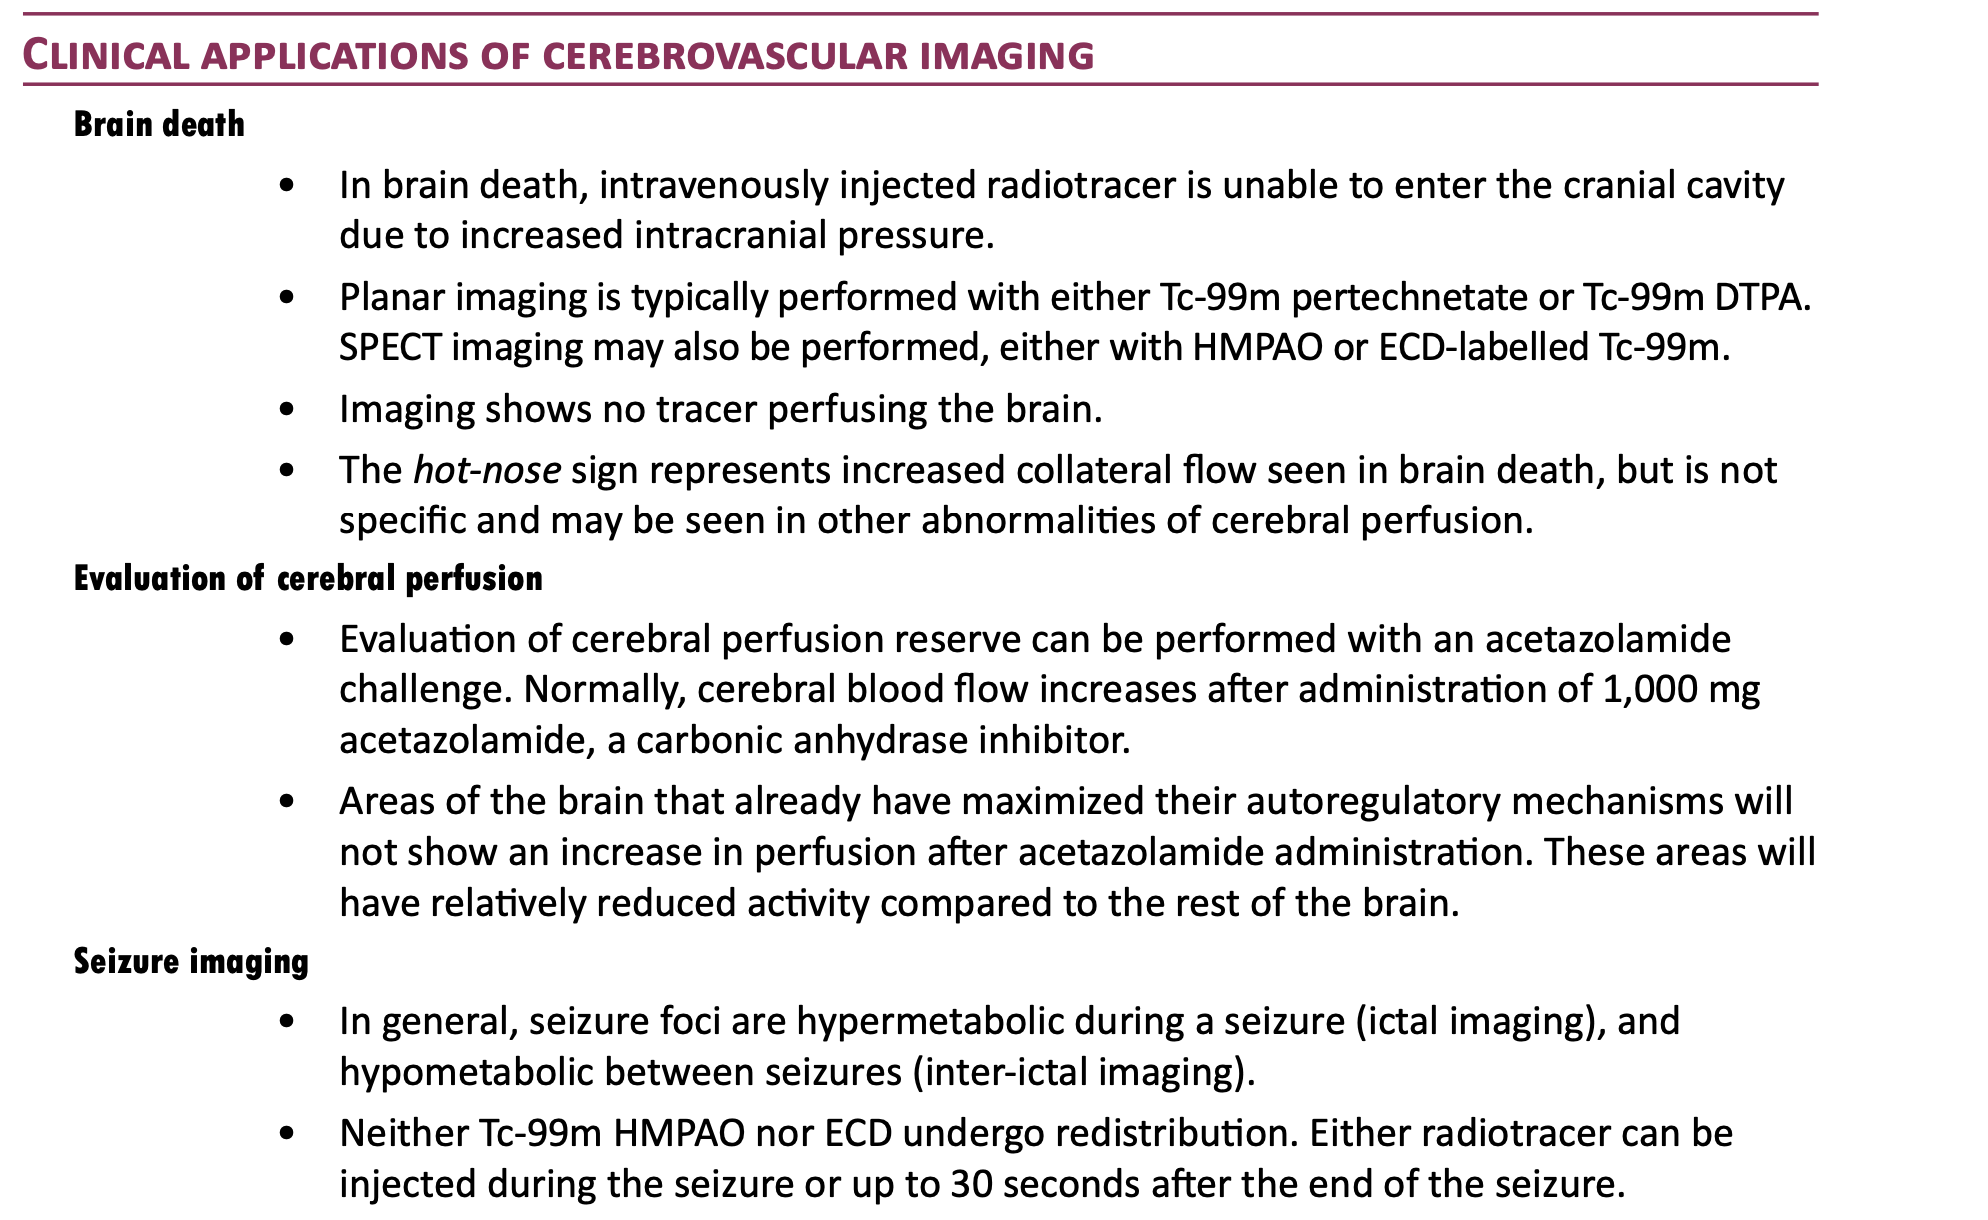 CLINICAL APPLICATIONS OF CEREBROVASCULAR IMAGING
Brain death
• In brain death, intravenously injected radiotracer is unable to enter the cranial cavity
due to increased intracranial pressure.
• Planar imaging is typically performed with either Tc-99m pertechnetate or Tc-99m DTPA.
SPECT imaging may also be performed, either with HMPAO or ECD-labelled Tc-99m.
• Imaging shows no tracer perfusing the brain.
• The hot-nose sign represents increased collateral flow seen in brain death, but is not
specific and may be seen in other abnormalities of cerebral perfusion.
Evaluation of cerebral perfusion
• Evaluation of cerebral perfusion reserve can be performed with an acetazolamide
challenge. Normally, cerebral blood flow increases after administration of 1,000 mg
acetazolamide, a carbonic anhydrase inhibitor.
• Areas of the brain that already have maximized their autoregulatory mechanisms will
not show an increase in perfusion after acetazolamide administration. These areas will
have relatively reduced activity compared to the rest of the brain.
Seizure imaging
• In general, seizure foci are hypermetabolic during a seizure (ictal imaging), and
hypometabolic between seizures (inter-ictal imaging).
• Neither Tc-99m HMPAO nor ECD undergo redistribution. Either radiotracer can be
injected during the seizure or up to 30 seconds after the end of the seizure.